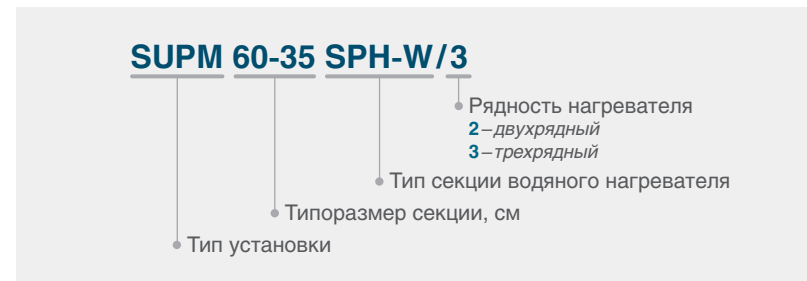 SUPM 60-35 SPH-W/3
Рядность нагревателя
2–двухрядный
3–трехрядный
Тип секции водяного нагревателя
Типоразмер секции, см
Тип установки